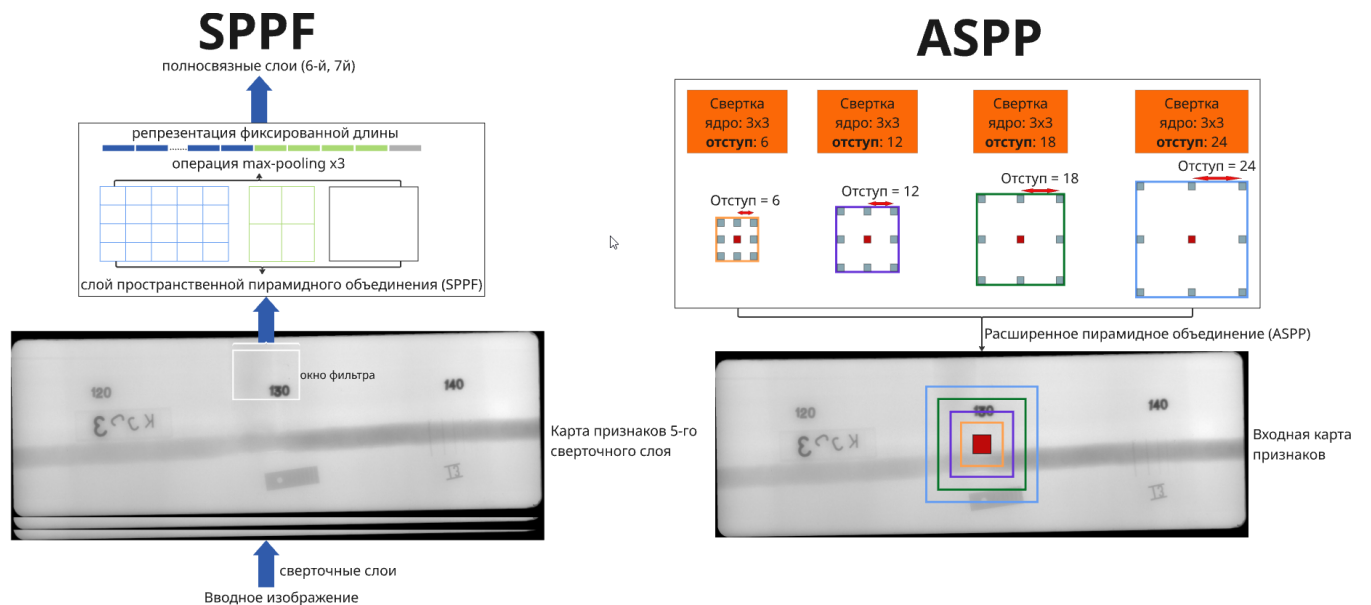 SPPF
полносвязные слои (6-й, 7й)
репрезентация фиксированной длины
операция max-pooling x3
слой пространственной пирамидного объединения (SPPF)
окно фильтра
120
130
140
Карта признаков 5-го
сверточного слоя
сверточные слои
Вводное изображение
ASPP
Свертка
ядро: 3x3
отступ: 6
Свертка
ядро: 3x3
отступ: 12
Свертка
ядро: 3x3
отступ: 18
Свертка
ядро: 3x3
отступ: 24
Отступ = 6
Отступ = 12
Отступ = 18
Отступ = 24
Расширенное пирамидное объединение (ASPP)
120
130
140
Входная карта
признаков